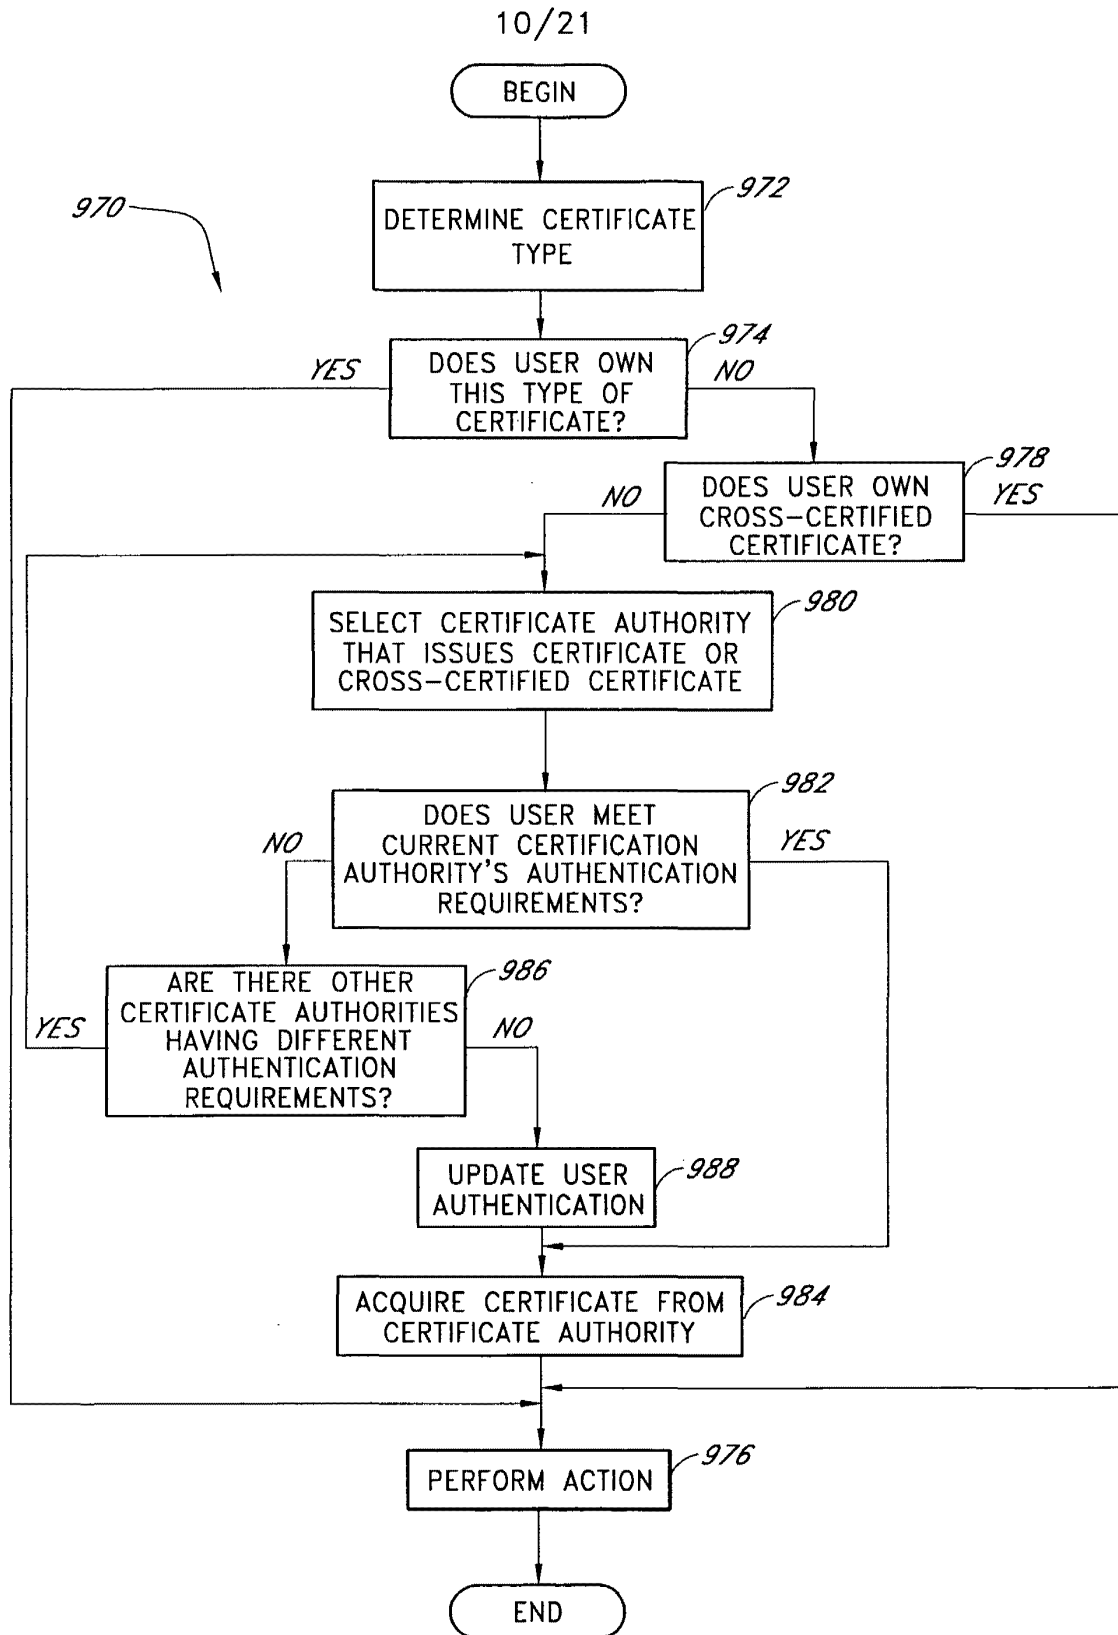 10/21
BEGIN
972
DETERMINE CERTIFICATE
TYPE
970
974
DOES USER OWN
THIS TYPE OF
CERTIFICATE?
YES
NO
978
DOES USER OWN
CROSS-CERTIFIED
CERTIFICATE?
NO
YES
980
SELECT CERTIFICATE AUTHORITY
THAT ISSUES CERTIFICATE OR
CROSS-CERTIFIED CERTIFICATE
982
DOES USER MEET
CURRENT CERTIFICATION
AUTHORITY'S AUTHENTICATION
REQUIREMENTS?
NO
YES
986
ARE THERE OTHER
CERTIFICATE AUTHORITIES
HAVING DIFFERENT
AUTHENTICATION
REQUIREMENTS?
YES
NO
988
UPDATE USER
AUTHENTICATION
984
ACQUIRE CERTIFICATE FROM
CERTIFICATE AUTHORITY
976
PERFORM ACTION
END